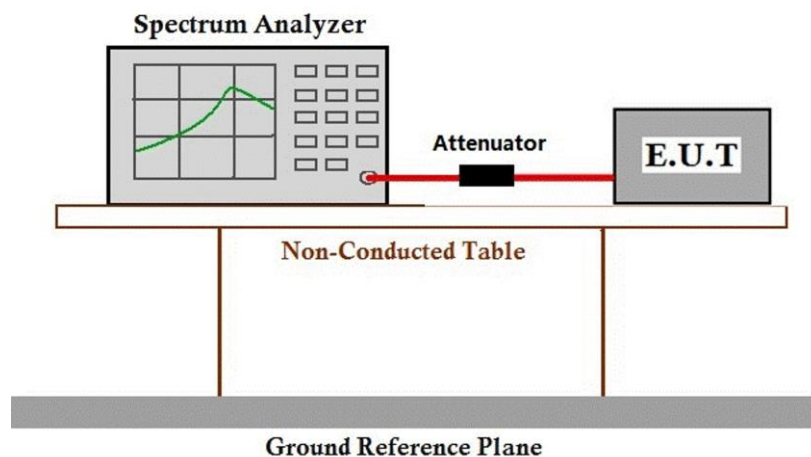 Spectrum Analyzer
Attenuator
E.U.T
Non-Conducted Table
Ground Reference Plane